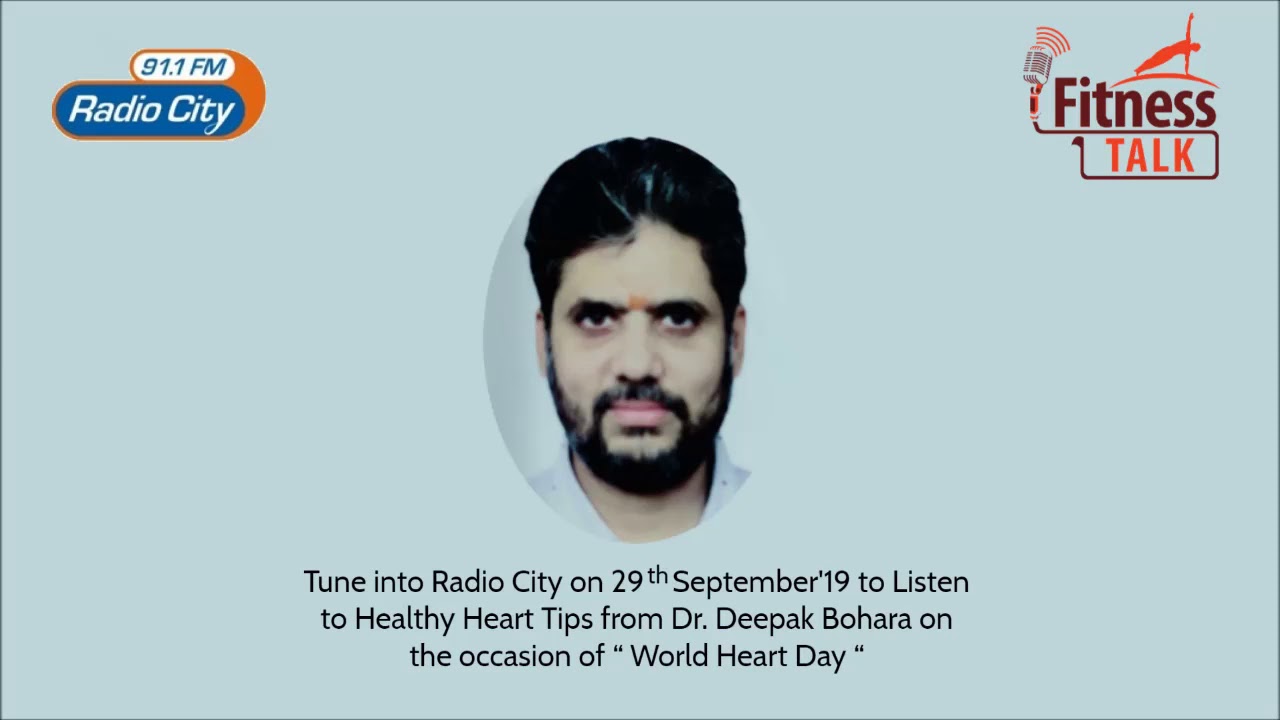 91.1 FM
Radio City
Fitness
TALK
Tune into Radio City on 29th September'19 to Listen
to Healthy Heart Tips from Dr. Deepak Bohara on
the occasion of “ World Heart Day “